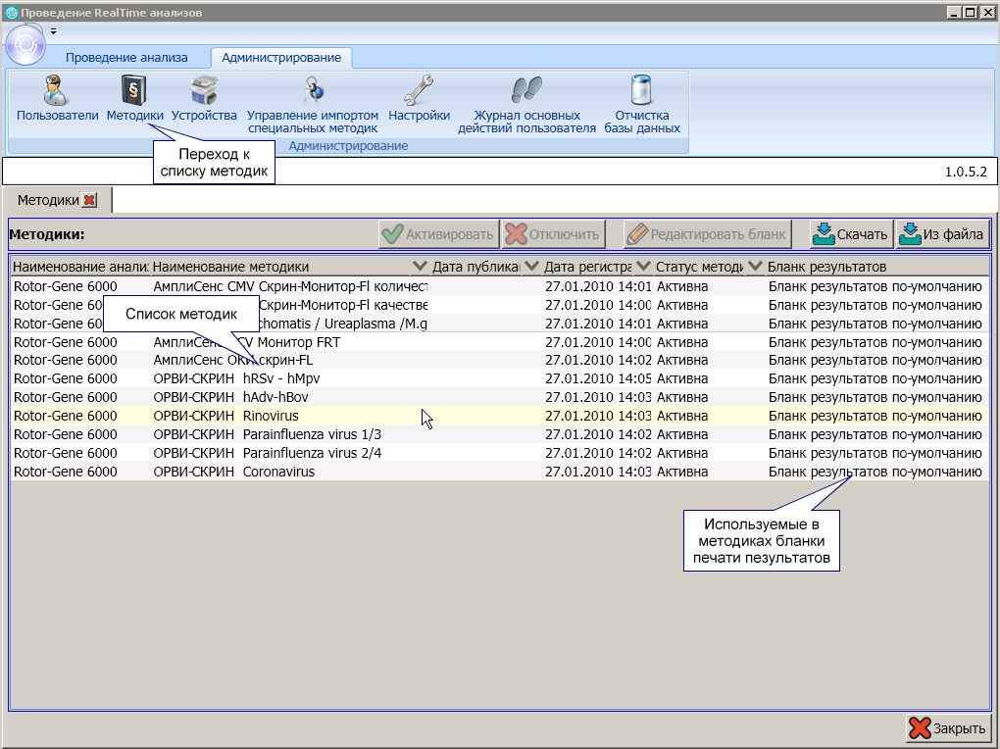 Проведение RealTime анализов
Проведение анализа
Администрирование
Пользователи
Методики
Устройства
Управление импортом
специальных методик
Настройки
Журнал основных
действий пользователя
Отчистка
базы данных
Администрирование
Переход к
списку методик
1.0.5.2
Методики
Методики:
Активировать
Отключить
Редактировать бланк
Скачать
Из файла
Наименование анали Наименование методики Дата публика Дата регистра Статус методи Бланк результатов
Rotor-Gene 6000 АмплиСенс CMV Скрин-Монитор-Fl количест 27.01.2010 14:01 Активна Бланк результатов по-умолчанию
Rotor-Gene 60 Скрин-Монитор-Fl качестве 27.01.2010 14:00 Активна Бланк результатов по-умолчанию
Rotor-Gene 60 chomatis / Ureaplasma /M.g 27.01.2010 14:01 Активна Бланк результатов по-умолчанию
Список методик
Rotor-Gene 6000 АмплиСенс CV Монитор FRT 27.01.2010 14:00 Активна Бланк результатов по-умолчанию
Rotor-Gene 6000 АмплиСенс ОКИ скрин-FL 27.01.2010 14:02 Активна Бланк результатов по-умолчанию
Rotor-Gene 6000 ОРВИ-СКРИН hRSv - hMpv 27.01.2010 14:05 Активна Бланк результатов по-умолчанию
Rotor-Gene 6000 ОРВИ-СКРИН hAdv-hBov 27.01.2010 14:03 Активна Бланк результатов по-умолчанию
Rotor-Gene 6000 ОРВИ-СКРИН Rinovirus 27.01.2010 14:03 Активна Бланк результатов по-умолчанию
Rotor-Gene 6000 ОРВИ-СКРИН Parainfluenza virus 1/3 27.01.2010 14:02 Активна Бланк результатов по-умолчанию
Rotor-Gene 6000 ОРВИ-СКРИН Parainfluenza virus 2/4 27.01.2010 14:02 Активна Бланк результатов по-умолчанию
Rotor-Gene 6000 ОРВИ-СКРИН Coronavirus 27.01.2010 14:03 Активна Бланк результатов по-умолчанию
Используемые в
методиках бланки
печати пезультатов
Закрыть